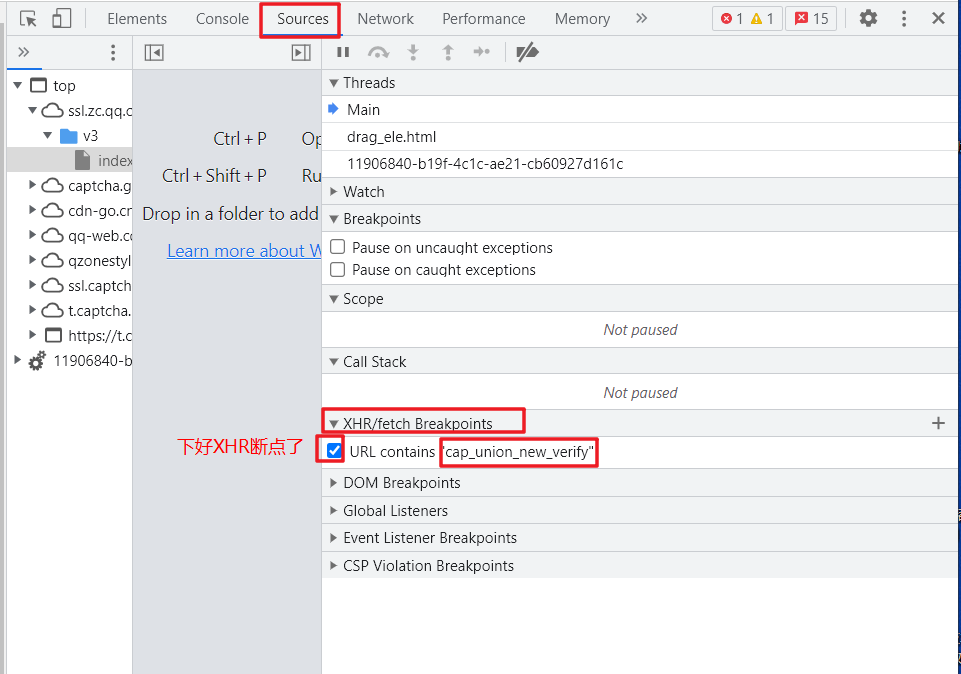 Elements Console Sources Network Performance Memory » 1 1 15
»
top
ssl.zc.qq.c
v3
index
captcha.g
cdn-go.cn
qq-web.co
qzonestyl
ssl.captch
t.captcha.
https://t.c
11906840-b
Ctrl + P Op
Ctrl + Shift + P Ru
Drop in a folder to add
Learn more about W
下好XHR断点了
Threads
Main
drag_ele.html
11906840-b19f-4c1c-ae21-cb60927d161c
Watch
Breakpoints
Pause on uncaught exceptions
Pause on caught exceptions
Scope
Not paused
Call Stack
Not paused
XHR/fetch Breakpoints
URL contains "cap_union_new_verify"
DOM Breakpoints
Global Listeners
Event Listener Breakpoints
CSP Violation Breakpoints